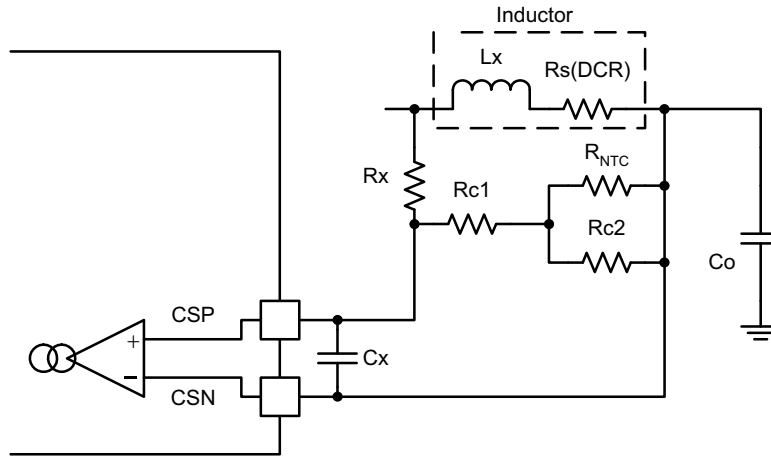 Inductor
Lx
Rs(DCR)
Rx
Rc1
RNTC
Rc2
Co
CSP
+
Cx
−
CSN